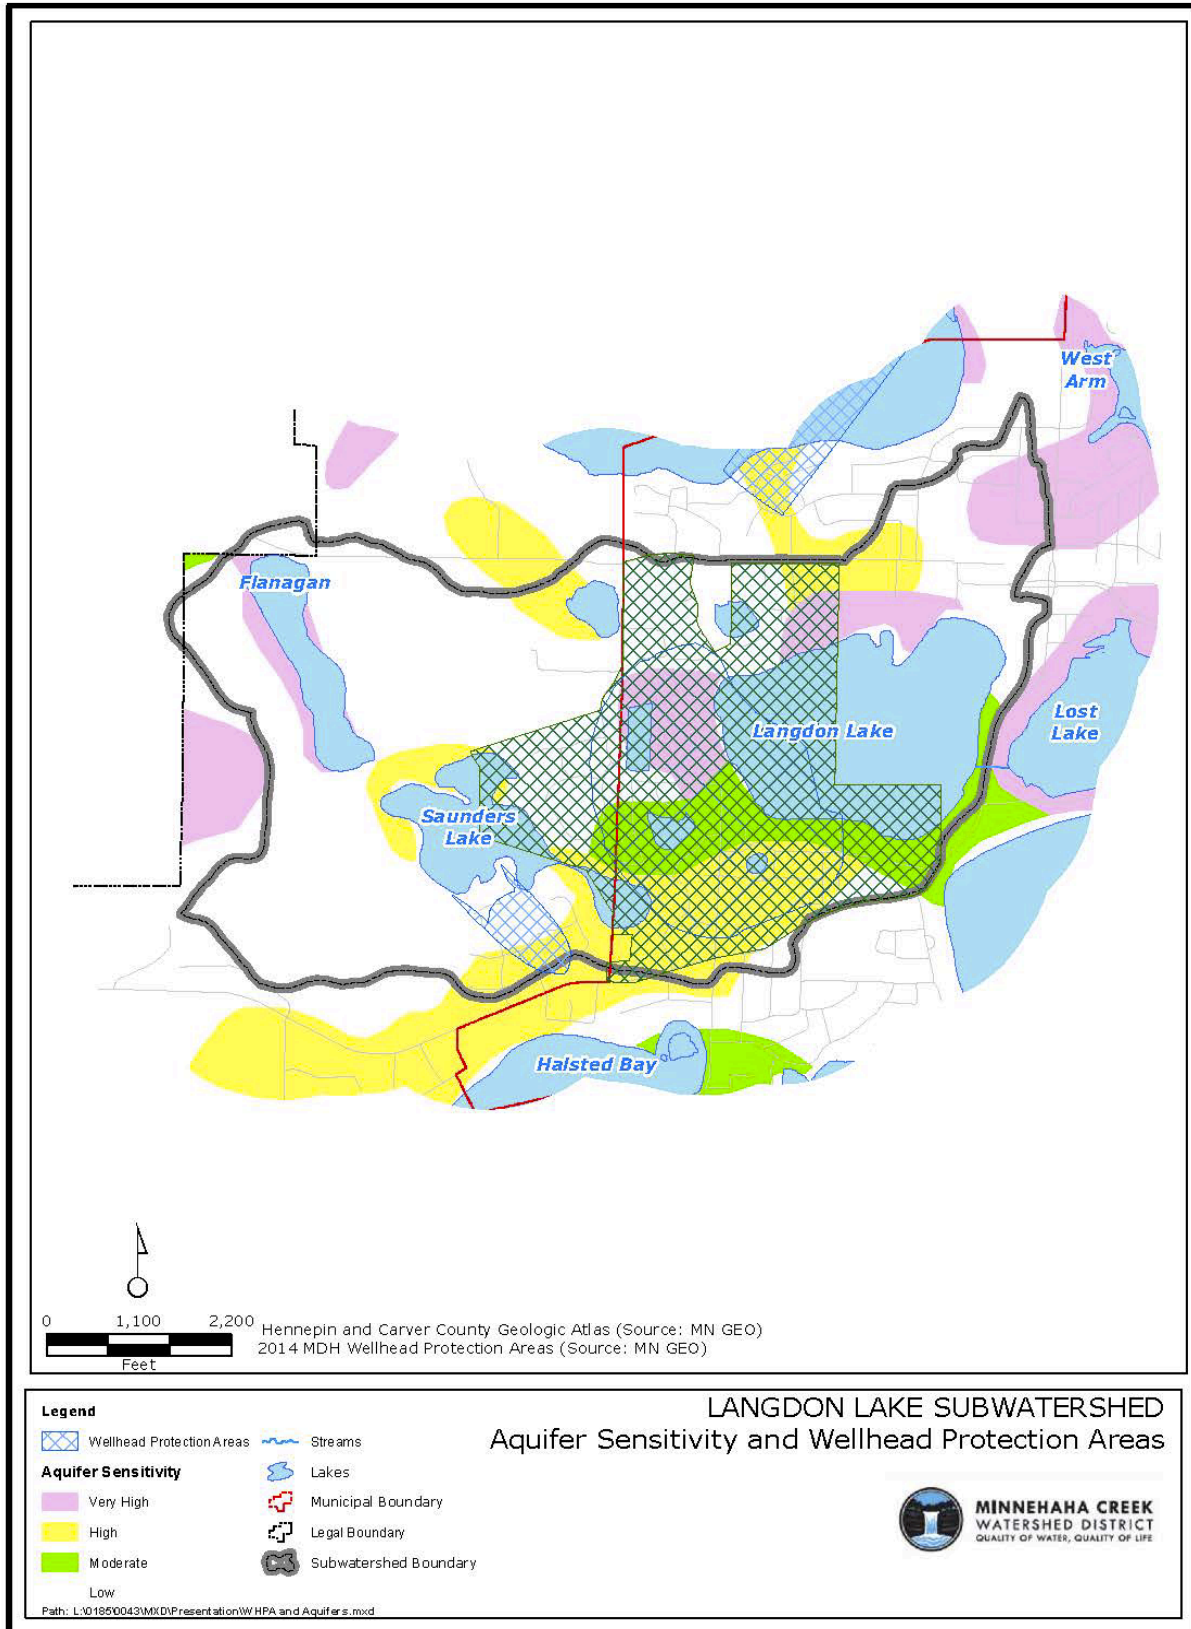 West
Arm
Flanagan
Langdon Lake
Lost
Lake
Saunders
Lake
Halsted Bay
0 1,100 2,200
Feet
Hennepin and Carver County Geologic Atlas (Source: MN GEO)
2014 MDH Wellhead Protection Areas (Source: MN GEO)
LANGDON LAKE SUBWATERSHED
Aquifer Sensitivity and Wellhead Protection Areas
Legend
Wellhead Protection Areas
Aquifer Sensitivity
Very High
High
Moderate
Low
Streams
Lakes
Municipal Boundary
Legal Boundary
Subwatershed Boundary
Path: L:\0185\0043\MXD\Presentation\WHPA and Aquifers.mxd
MINNEHAHA CREEK
WATERSHED DISTRICT
QUALITY OF WATER, QUALITY OF LIFE